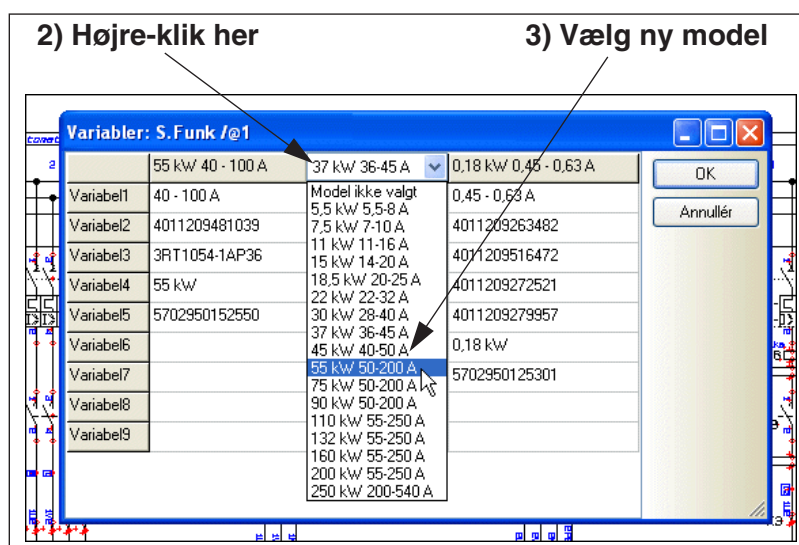 2) Højre-klik her
3) Vælg ny model
Variabler: S.Funk /@1
55 kW 40 - 100 A
37 kW 36-45 A
0,18 kW 0,45 - 0,63 A
OK
Annullér
Variabel1
40 - 100 A
0,45 - 0,63 A
Variabel2
4011209481039
4011209263482
Variabel3
3RT1054-1AP36
4011209516472
Variabel4
55 kW
4011209272521
Variabel5
5702950152550
4011209279957
Variabel6
0,18 kW
Variabel7
5702950125301
Variabel8
Variabel9
Model ikke valgt
5,5 kW 5,5-8 A
7,5 kW 7-10 A
11 kW 11-16 A
15 kW 14-20 A
18,5 kW 20-25 A
22 kW 22-32 A
30 kW 28-40 A
37 kW 36-45 A
45 kW 40-50 A
55 kW 50-200 A
75 kW 50-200 A
90 kW 50-200 A
110 kW 55-250 A
132 kW 55-250 A
160 kW 55-250 A
200 kW 55-250 A
250 kW 200-540 A